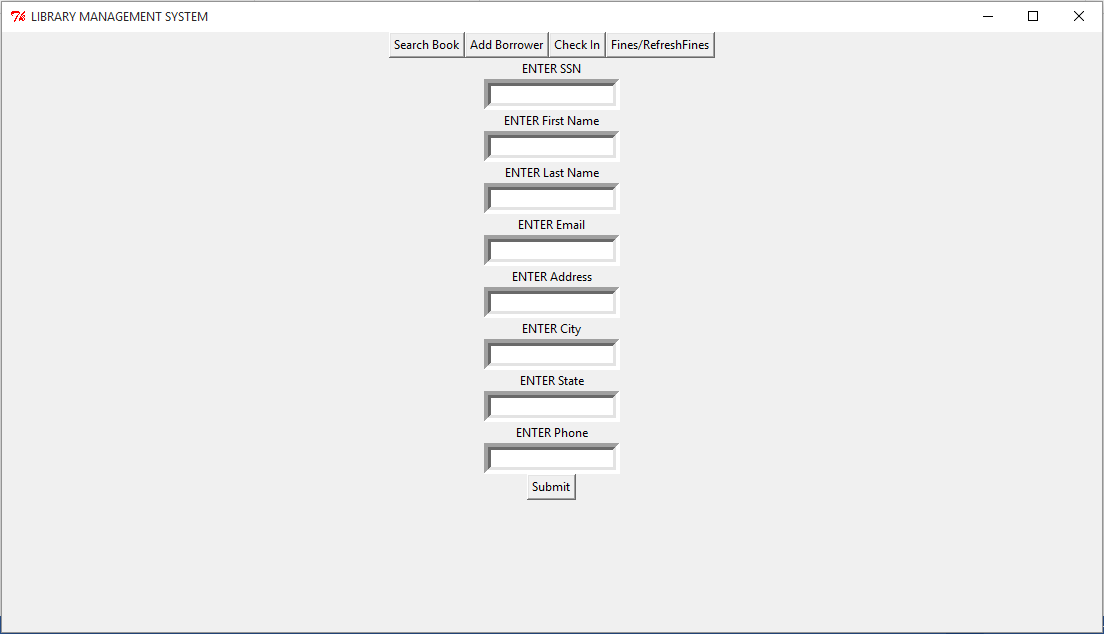 LIBRARY MANAGEMENT SYSTEM
Search Book Add Borrower Check In Fines/RefreshFines
ENTER SSN
ENTER First Name
ENTER Last Name
ENTER Email
ENTER Address
ENTER City
ENTER State
ENTER Phone
Submit